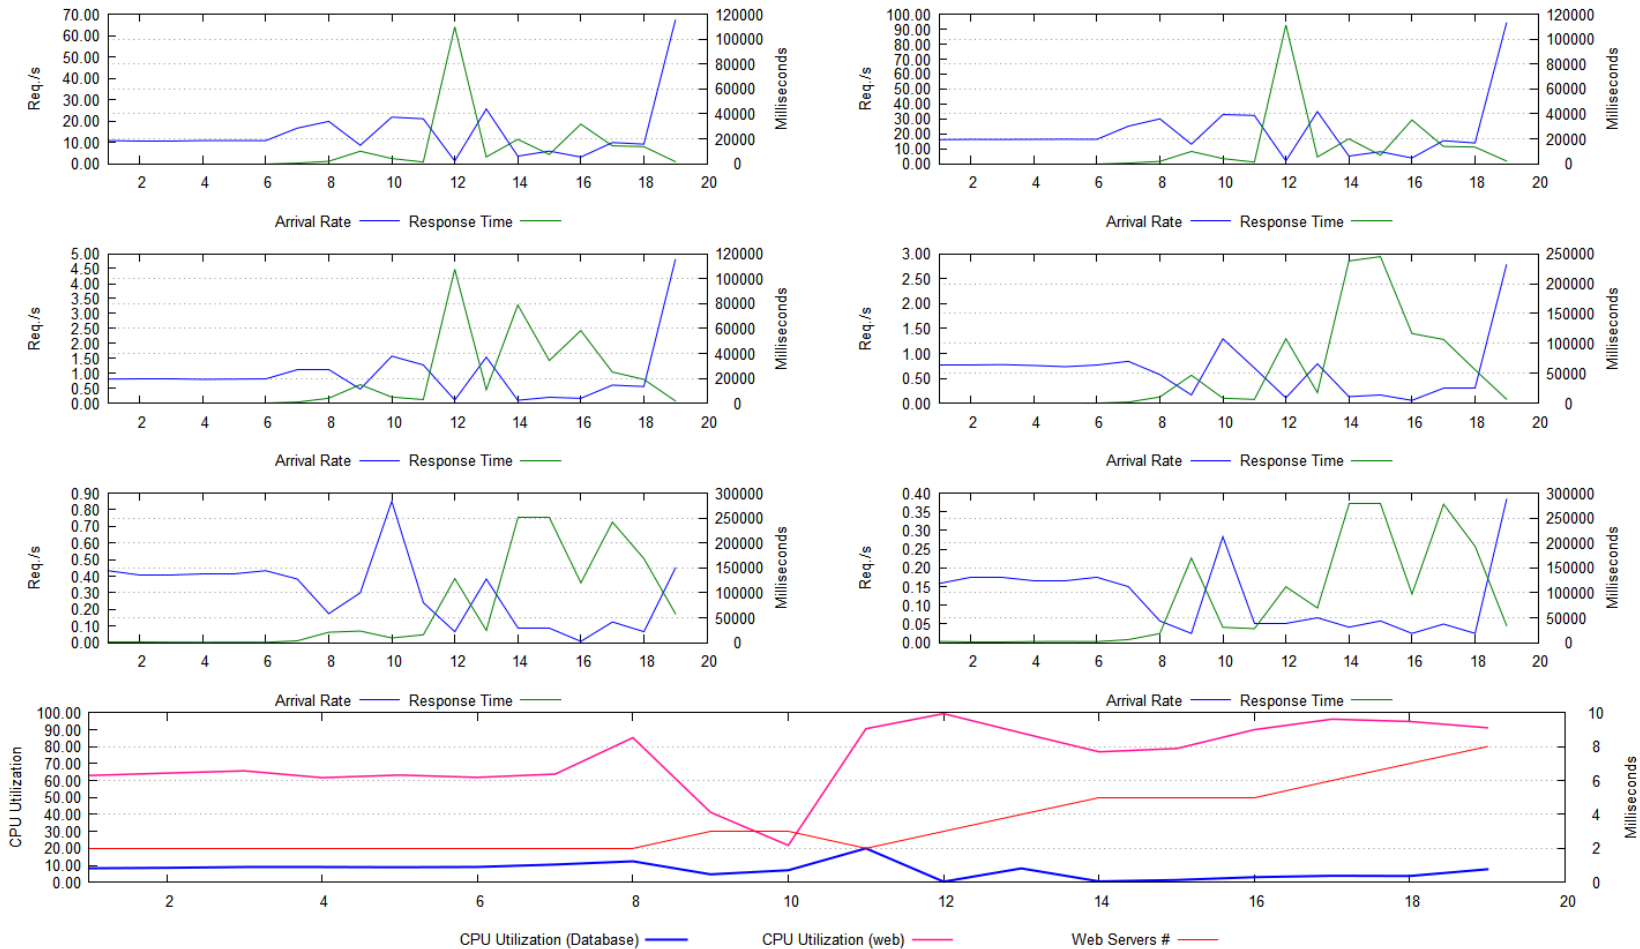 70.00 60.00 50.00 40.00 30.00 20.00 10.00 0.00
Req./s
120000 100000 80000 60000 40000 20000 0
Milliseconds
2 4 6 8 10 12 14 16 18 20
Arrival Rate Response Time
100.00 90.00 80.00 70.00 60.00 50.00 40.00 30.00 20.00 10.00 0.00
Req./s
120000 100000 80000 60000 40000 20000 0
Milliseconds
2 4 6 8 10 12 14 16 18 20
Arrival Rate Response Time
5.00 4.50 4.00 3.50 3.00 2.50 2.00 1.50 1.00 0.50 0.00
Req./s
120000 100000 80000 60000 40000 20000 0
Milliseconds
2 4 6 8 10 12 14 16 18 20
Arrival Rate Response Time
3.00 2.50 2.00 1.50 1.00 0.50 0.00
Req./s
250000 200000 150000 100000 50000 0
Milliseconds
2 4 6 8 10 12 14 16 18 20
Arrival Rate Response Time
0.90 0.80 0.70 0.60 0.50 0.40 0.30 0.20 0.10 0.00
Req./s
300000 250000 200000 150000 100000 50000 0
Milliseconds
2 4 6 8 10 12 14 16 18 20
Arrival Rate Response Time
0.40 0.35 0.30 0.25 0.20 0.15 0.10 0.05 0.00
Req./s
300000 250000 200000 150000 100000 50000 0
Milliseconds
2 4 6 8 10 12 14 16 18 20
Arrival Rate Response Time
100.00 90.00 80.00 70.00 60.00 50.00 40.00 30.00 20.00 10.00 0.00
CPU Utilization
10 8 6 4 2 0
Milliseconds
2 4 6 8 10 12 14 16 18 20
CPU Utilization (Database) CPU Utilization (web) Web Servers #